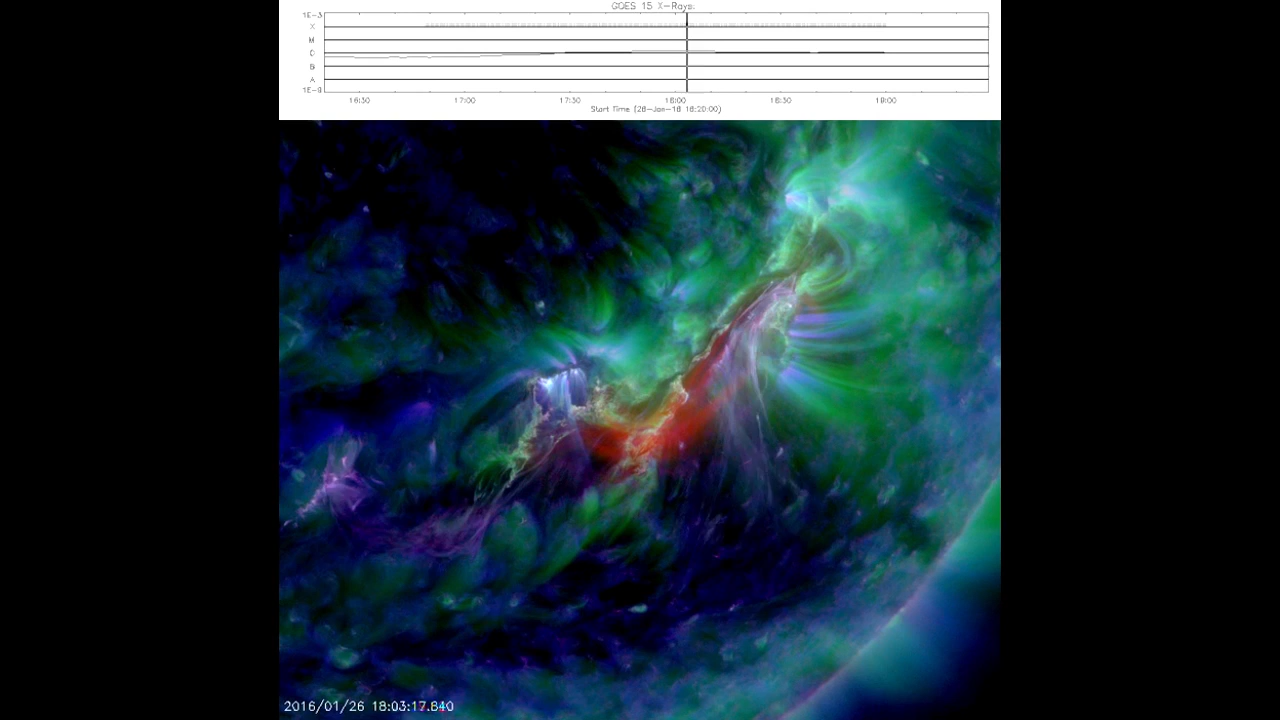 GOES 15 X-Rays:
1E-3
X
M
C
B
A
1E-9
16:30 17:00 17:30 18:00 18:30 19:00
Start Time (26-Jan-16 16:20:00)
2016/01/26 18:03:17.840